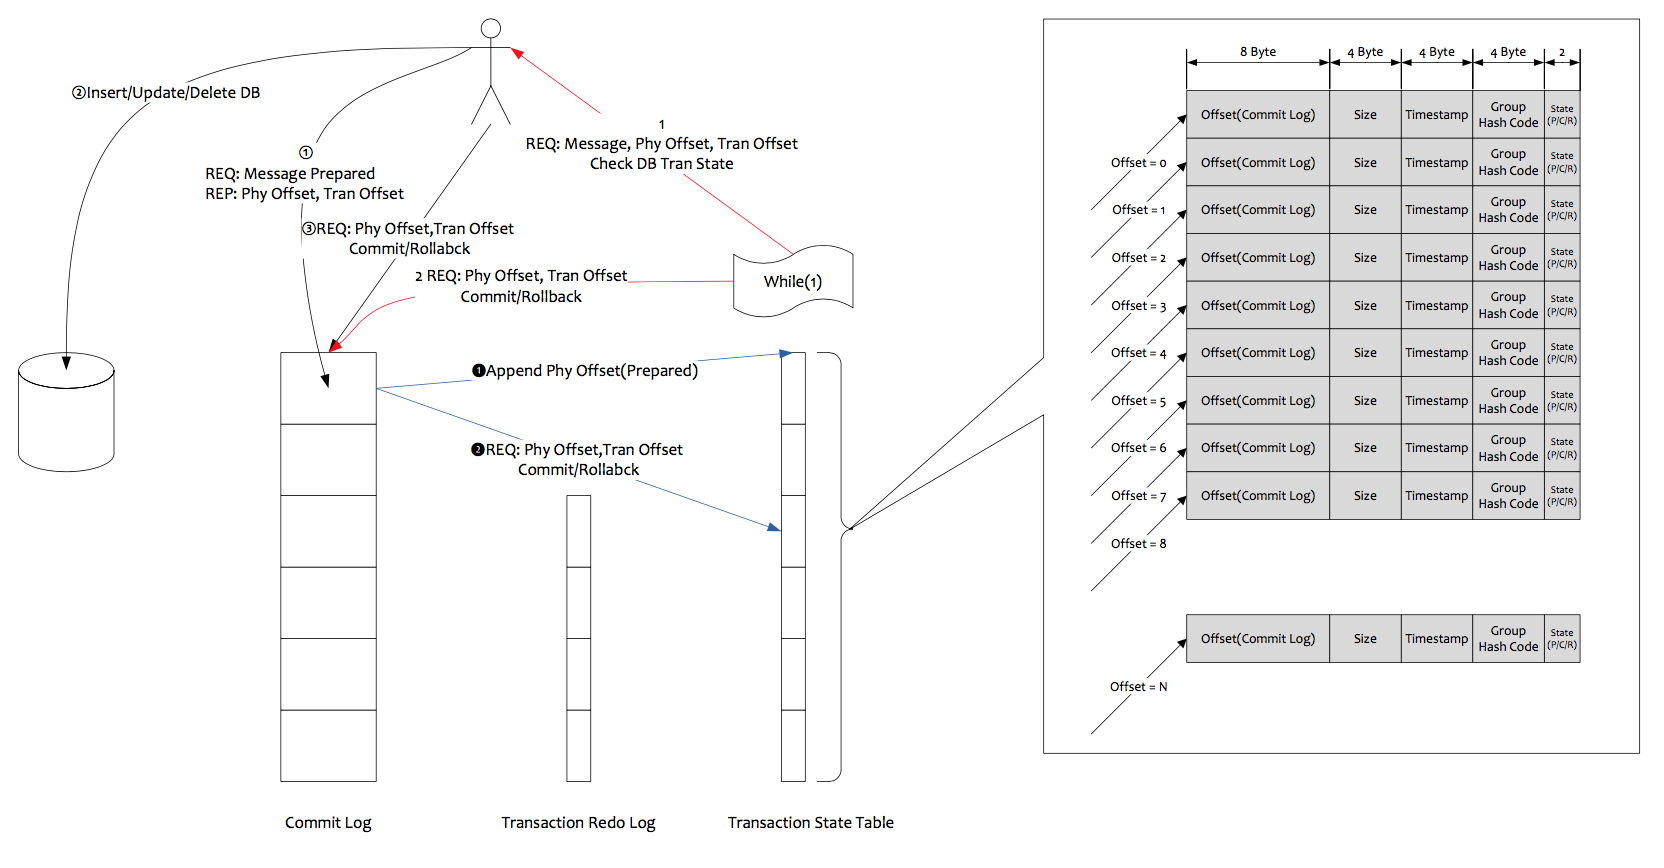 ②Insert/Update/Delete DB
①
REQ: Message Prepared
REP: Phy Offset, Tran Offset
③REQ: Phy Offset,Tran Offset
Commit/Rollabck
1
REQ: Message, Phy Offset, Tran Offset
Check DB Tran State
2 REQ: Phy Offset, Tran Offset
Commit/Rollback
While(1)
❶Append Phy Offset(Prepared)
❷REQ: Phy Offset,Tran Offset
Commit/Rollabck
Commit Log
Transaction Redo Log
Transaction State Table
8 Byte 4 Byte 4 Byte 4 Byte 2
Offset(Commit Log) Size Timestamp Group Hash Code State (P/C/R)
Offset = 0
Offset(Commit Log) Size Timestamp Group Hash Code State (P/C/R)
Offset = 1
Offset(Commit Log) Size Timestamp Group Hash Code State (P/C/R)
Offset = 2
Offset(Commit Log) Size Timestamp Group Hash Code State (P/C/R)
Offset = 3
Offset(Commit Log) Size Timestamp Group Hash Code State (P/C/R)
Offset = 4
Offset(Commit Log) Size Timestamp Group Hash Code State (P/C/R)
Offset = 5
Offset(Commit Log) Size Timestamp Group Hash Code State (P/C/R)
Offset = 6
Offset(Commit Log) Size Timestamp Group Hash Code State (P/C/R)
Offset = 7
Offset(Commit Log) Size Timestamp Group Hash Code State (P/C/R)
Offset = 8
Offset(Commit Log) Size Timestamp Group Hash Code State (P/C/R)
Offset = N